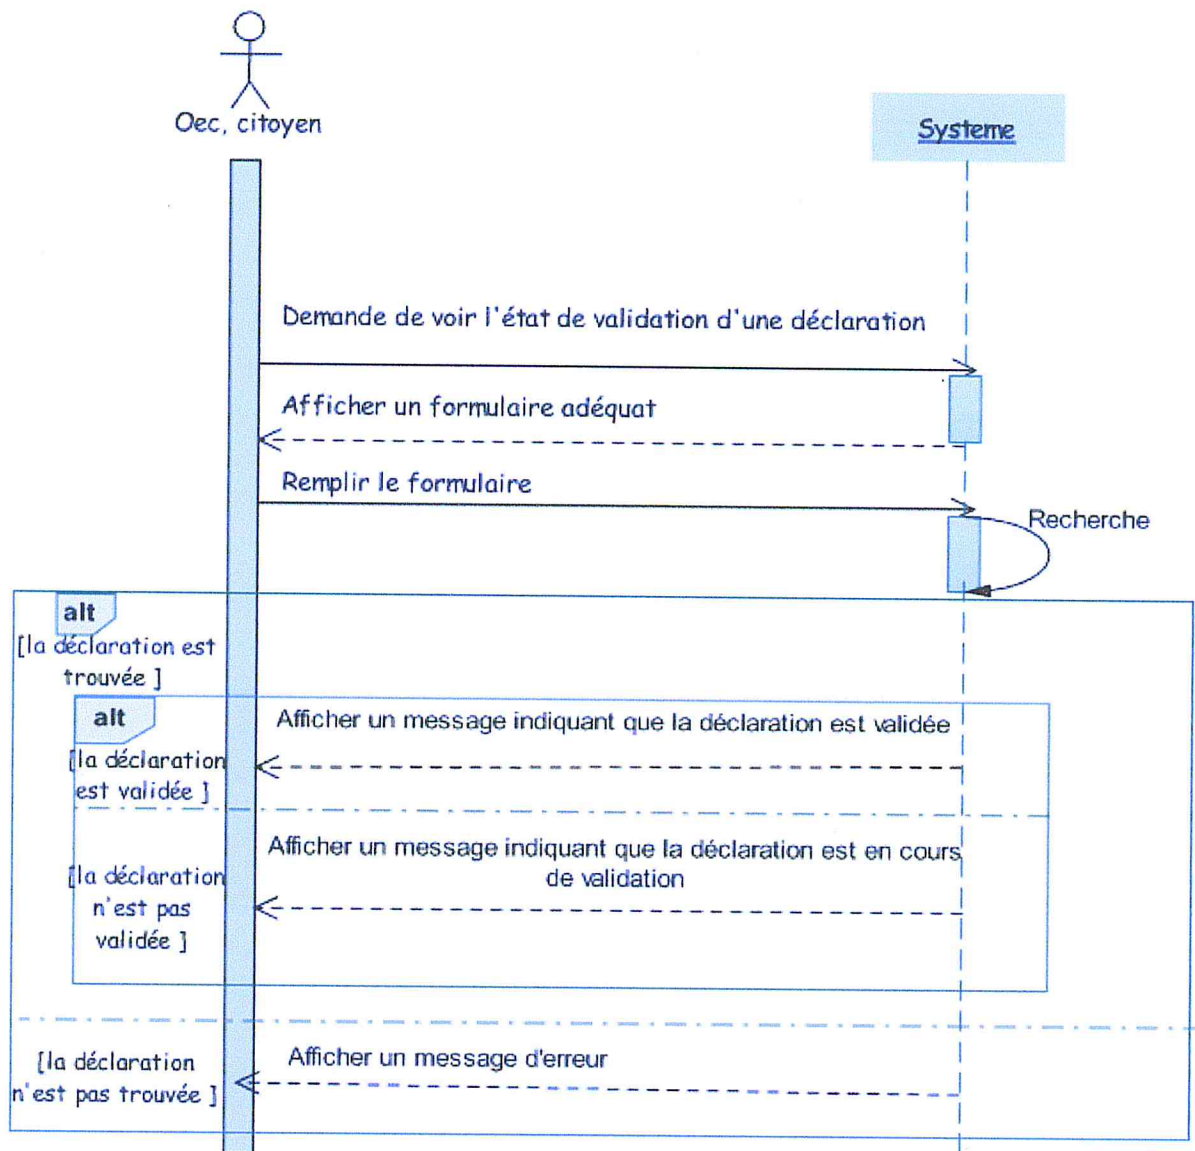 Oec, citoyen
Systeme
Demande de voir l'état de validation d'une déclaration
Afficher un formulaire adéquat
Remplir le formulaire
Recherche
alt
[la déclaration est
trouvée ]
alt
Afficher un message indiquant que la déclaration est validée
[la déclaration
est validée ]
Afficher un message indiquant que la déclaration est en cours
de validation
[la déclaration
n'est pas
validée ]
Afficher un message d'erreur
[la déclaration
n'est pas trouvée ]